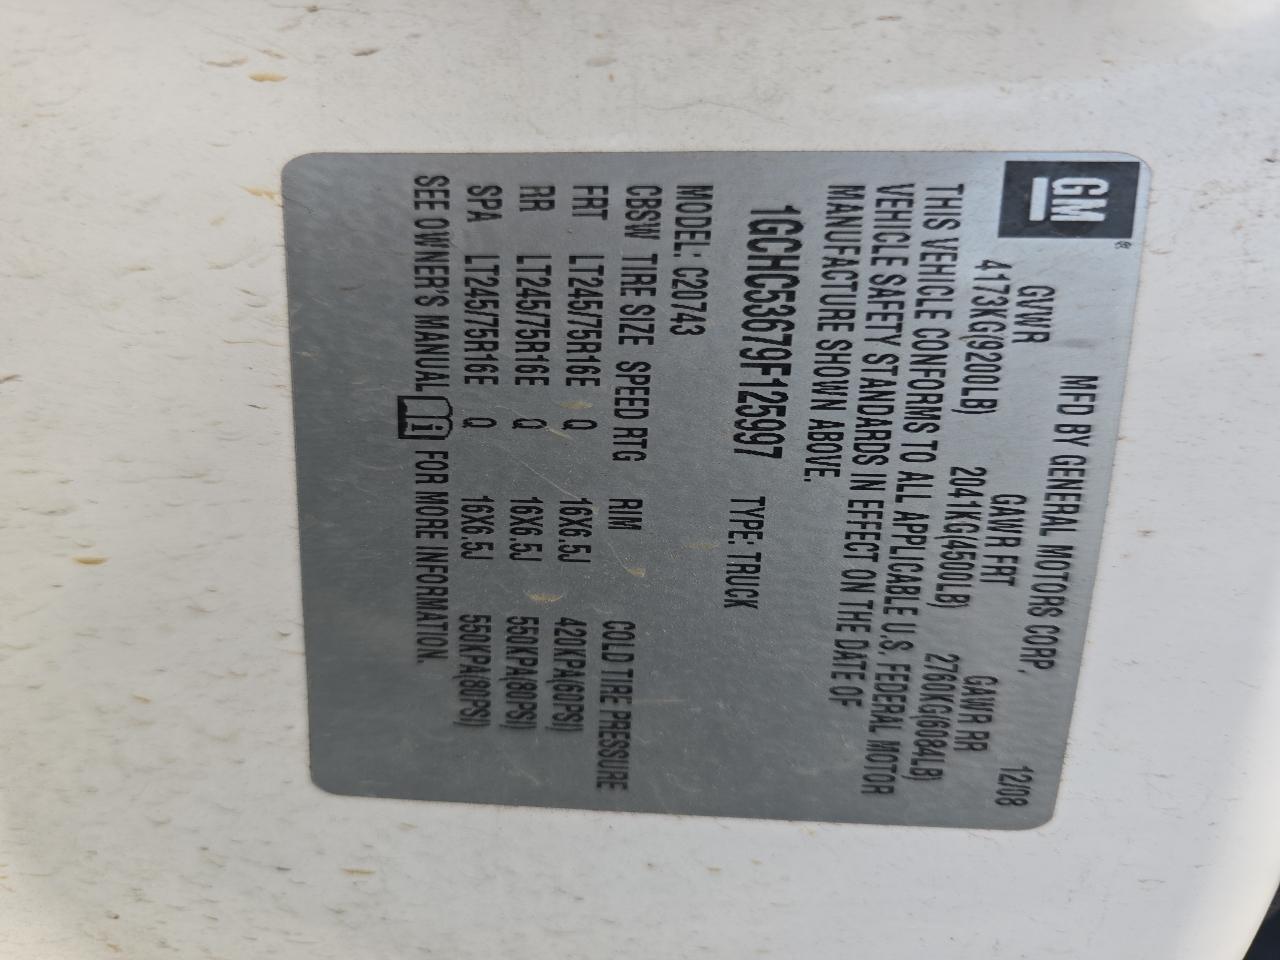 GM®
MFD BY GENERAL MOTORS CORP. 12/08
GVWR GAWR FRT GAWR RR
4173KG(9200LB) 2041KG(4500LB) 2760KG(6084LB)
THIS VEHICLE CONFORMS TO ALL APPLICABLE U.S. FEDERAL MOTOR
VEHICLE SAFETY STANDARDS IN EFFECT ON THE DATE OF
MANUFACTURE SHOWN ABOVE.
1GCHC53679F125997 TYPE: TRUCK
MODEL: C20743
CBSW TIRE SIZE SPEED RTG RIM COLD TIRE PRESSURE
FRT LT245/75R16E Q 16X6.5J 420KPA(60PSI)
RR LT245/75R16E Q 16X6.5J 550KPA(80PSI)
SPA LT245/75R16E Q 16X6.5J 550KPA(80PSI)
SEE OWNER'S MANUAL i FOR MORE INFORMATION.